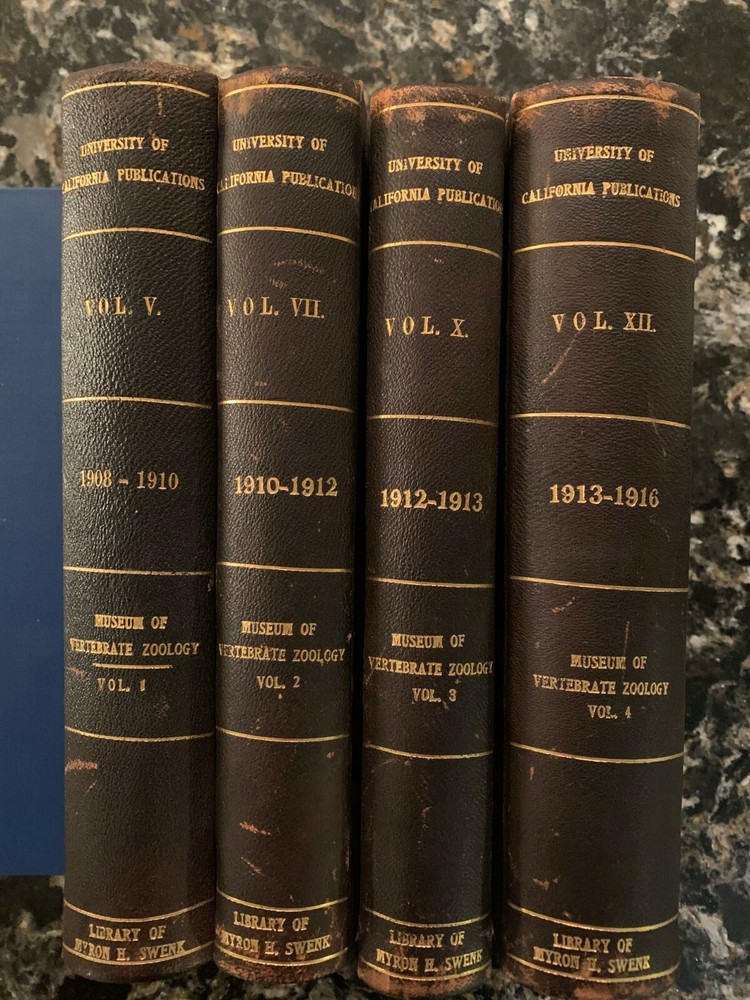 UNIVERSITY OF
CALIFORNIA PUBLICATIONS
VOL. V.
1908 - 1910
MUSEUM OF
VERTEBRATE ZOOLOGY
VOL. 1
LIBRARY OF
MYRON H. SWENK
UNIVERSITY OF
CALIFORNIA PUBLICATIONS
VOL. VII.
1910-1912
MUSEUM OF
VERTEBRATE ZOOLOGY
VOL. 2
LIBRARY OF
MYRON H. SWENK
UNIVERSITY OF
CALIFORNIA PUBLICATIONS
VOL. X.
1912-1913
MUSEUM OF
VERTEBRATE ZOOLOGY
VOL. 3
LIBRARY OF
MYRON H. SWENK
UNIVERSITY OF
CALIFORNIA PUBLICATIONS
VOL. XII.
1913-1916
MUSEUM OF
VERTEBRATE ZOOLOGY
VOL. 4
LIBRARY OF
MYRON H. SWENK